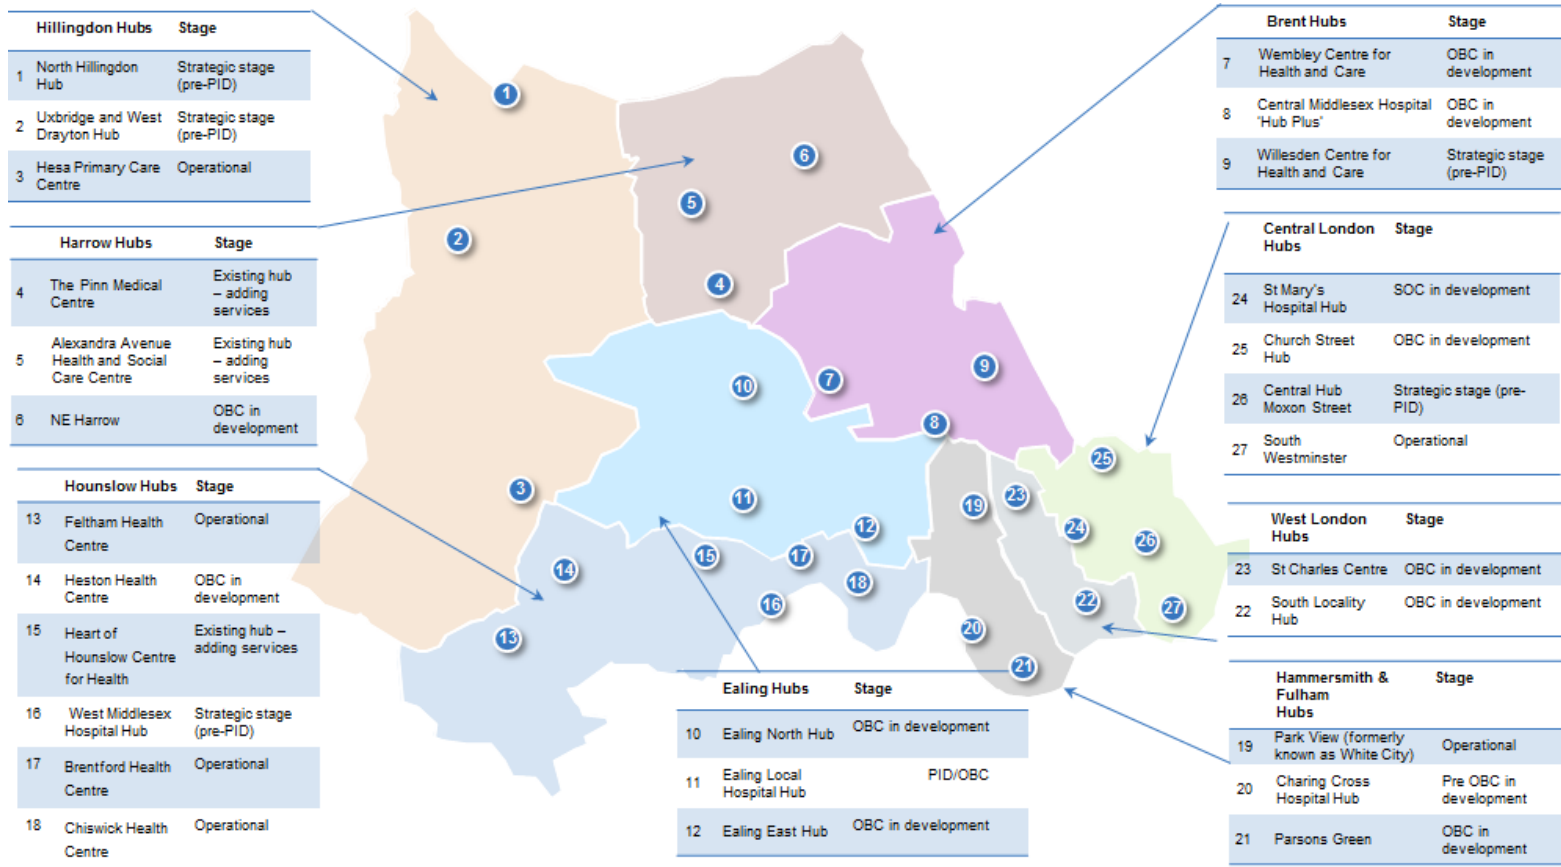 Hillingdon Hubs Stage
1 North Hillingdon Hub Strategic stage (pre-PID)
2 Uxbridge and West Drayton Hub Strategic stage (pre-PID)
3 Hesa Primary Care Centre Operational
Harrow Hubs Stage
4 The Pinn Medical Centre Existing hub – adding services
5 Alexandra Avenue Health and Social Care Centre Existing hub – adding services
6 NE Harrow OBC in development
Hounslow Hubs Stage
13 Feltham Health Centre Operational
14 Heston Health Centre OBC in development
15 Heart of Hounslow Centre for Health Existing hub – adding services
16 West Middlesex Hospital Hub Strategic stage (pre-PID)
17 Brentford Health Centre Operational
18 Chiswick Health Centre Operational
1
2
3
4
5
6
7
8
9
10
11
12
13
14
15
16
17
18
19
20
21
22
23
24
25
26
27
Ealing Hubs Stage
10 Ealing North Hub OBC in development
11 Ealing Local Hospital Hub PID/OBC
12 Ealing East Hub OBC in development
Brent Hubs Stage
7 Wembley Centre for Health and Care OBC in development
8 Central Middlesex Hospital 'Hub Plus' OBC in development
9 Willesden Centre for Health and Care Strategic stage (pre-PID)
Central London Hubs Stage
24 St Mary's Hospital Hub SOC in development
25 Church Street Hub OBC in development
26 Central Hub Moxon Street Strategic stage (pre-PID)
27 South Westminster Operational
West London Hubs Stage
23 St Charles Centre OBC in development
22 South Locality Hub OBC in development
Hammersmith & Fulham Hubs Stage
19 Park View (formerly known as White City) Operational
20 Charing Cross Hospital Hub Pre OBC in development
21 Parsons Green OBC in development